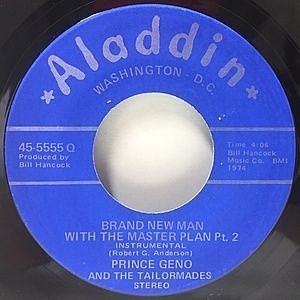 Aladdin
WASHINGTON - D.C.
45-5555 Q
Produced by
Bill Hancock
Time 4:06
Bill Hancock
Music Co. BMI
1974
BRAND NEW MAN
WITH THE MASTER PLAN Pt. 2
INSTRUMENTAL
(Robert G. Anderson)
PRINCE GENO
AND THE TAILORMADES
STEREO